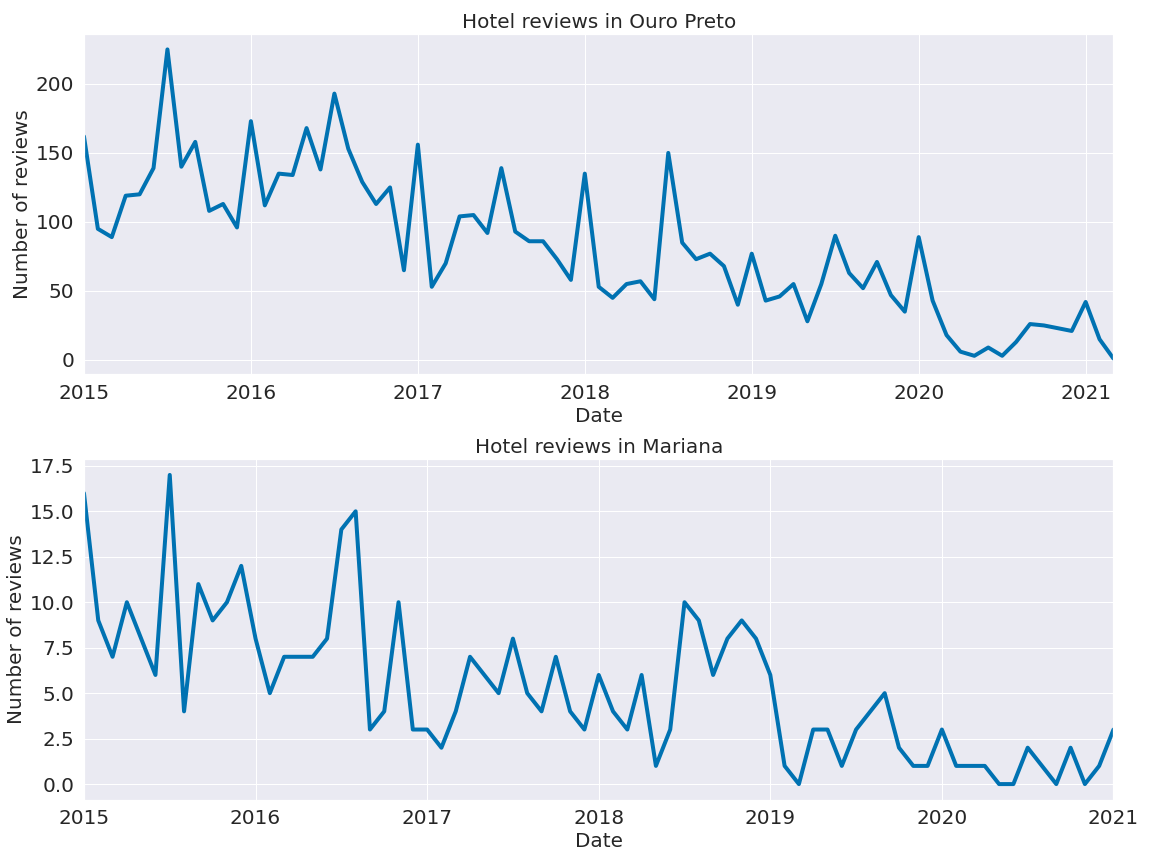 Hotel reviews in Ouro Preto
Number of reviews
200
150
100
50
0
2015 2016 2017 2018 2019 2020 2021
Date
Hotel reviews in Mariana
Number of reviews
17.5
15.0
12.5
10.0
7.5
5.0
2.5
0.0
2015 2016 2017 2018 2019 2020 2021
Date